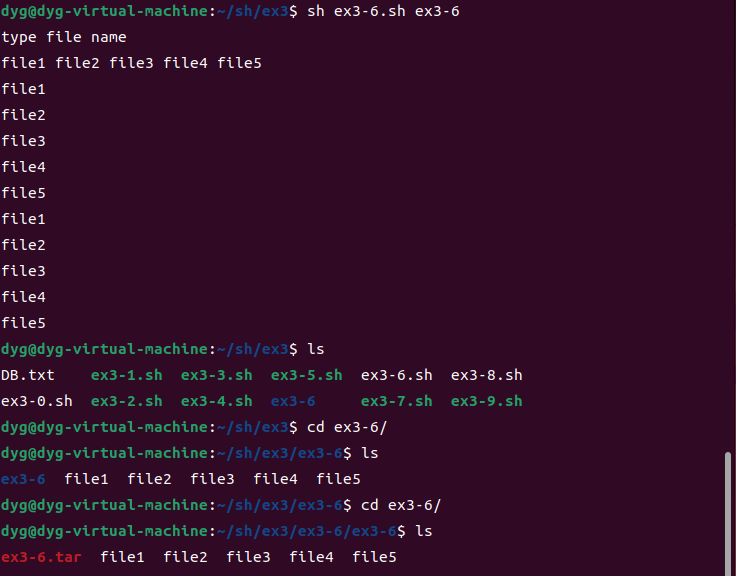 dyg@dyg-virtual-machine:~/sh/ex3$ sh ex3-6.sh ex3-6
type file name
file1 file2 file3 file4 file5
file1
file2
file3
file4
file5
file1
file2
file3
file4
file5
dyg@dyg-virtual-machine:~/sh/ex3$ ls
DB.txt    ex3-1.sh  ex3-3.sh  ex3-5.sh  ex3-6.sh  ex3-8.sh
ex3-0.sh  ex3-2.sh  ex3-4.sh  ex3-6     ex3-7.sh  ex3-9.sh
dyg@dyg-virtual-machine:~/sh/ex3$ cd ex3-6/
dyg@dyg-virtual-machine:~/sh/ex3/ex3-6$ ls
ex3-6  file1  file2  file3  file4  file5
dyg@dyg-virtual-machine:~/sh/ex3/ex3-6$ cd ex3-6/
dyg@dyg-virtual-machine:~/sh/ex3/ex3-6/ex3-6$ ls
ex3-6.tar  file1  file2  file3  file4  file5